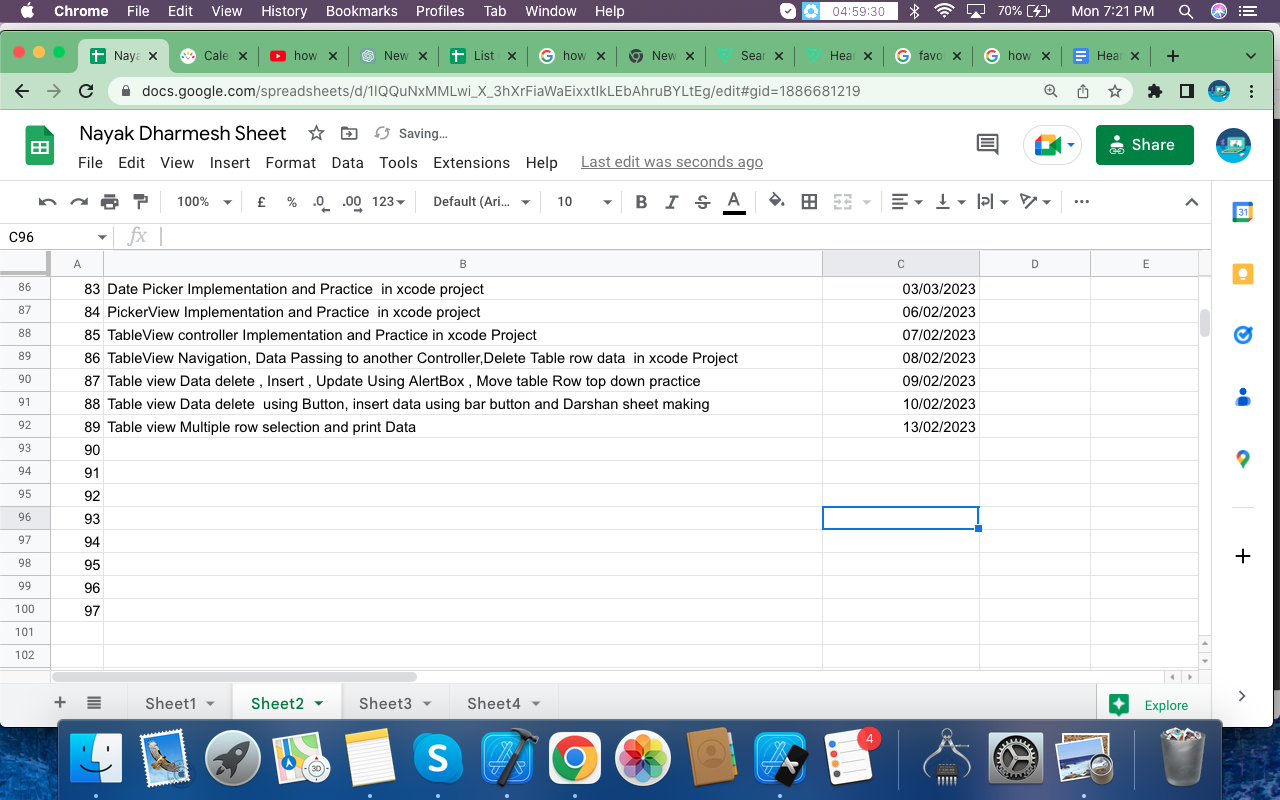 Chrome File Edit View History Bookmarks Profiles Tab Window Help 04:59:30 70% Mon 7:21 PM
Naya Cale how New List how New Sear Hear favo how Hear
docs.google.com/spreadsheets/d/1lQQuNxMMLwi_X_3hXrFiaWaEixxtIkLEbAhruBYLtEg/edit#gid=1886681219
Nayak Dharmesh Sheet Saving...
Share
File Edit View Insert Format Data Tools Extensions Help Last edit was seconds ago
100% £ % .0 .00 123 Default (Ari... 10 B I S A
C96 fx
31
A B C D E
86 83 Date Picker Implementation and Practice in xcode project 03/03/2023
87 84 PickerView Implementation and Practice in xcode project 06/02/2023
88 85 TableView controller Implementation and Practice in xcode Project 07/02/2023
89 86 TableView Navigation, Data Passing to another Controller,Delete Table row data in xcode Project 08/02/2023
90 87 Table view Data delete , Insert , Update Using AlertBox , Move table Row top down practice 09/02/2023
91 88 Table view Data delete using Button, insert data using bar button and Darshan sheet making 10/02/2023
92 89 Table view Multiple row selection and print Data 13/02/2023
93 90
94 91
95 92
96 93
97 94
98 95
99 96
100 97
101
102
Sheet1 Sheet2 Sheet3 Sheet4 Explore
3D S 4